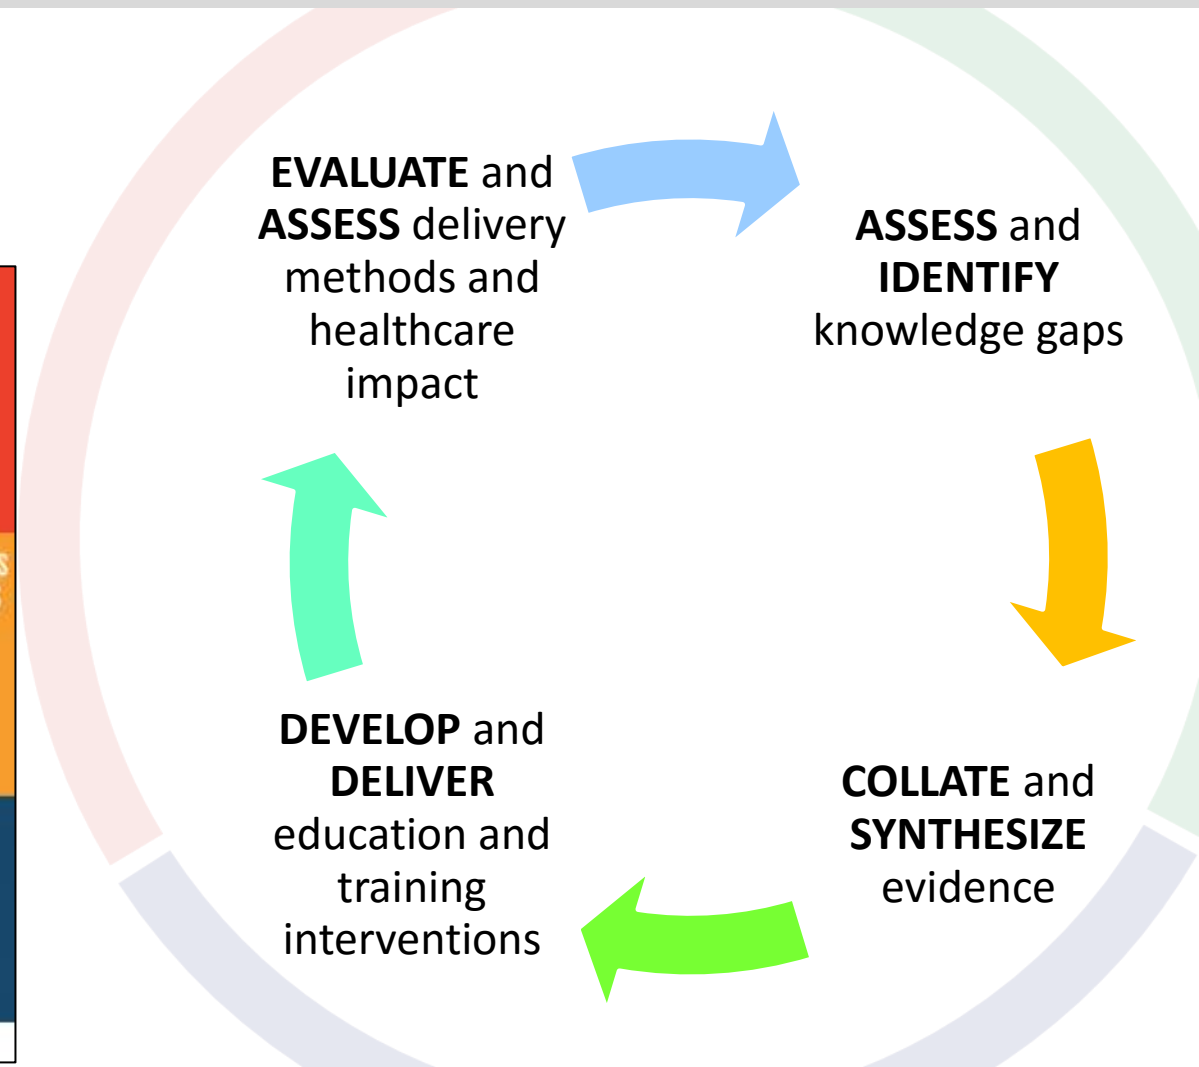 EVALUATE and
ASSESS delivery
methods and
healthcare
impact
ASSESS and
IDENTIFY
knowledge gaps
COLLATE and
SYNTHESIZE
evidence
DEVELOP and
DELIVER
education and
training
interventions